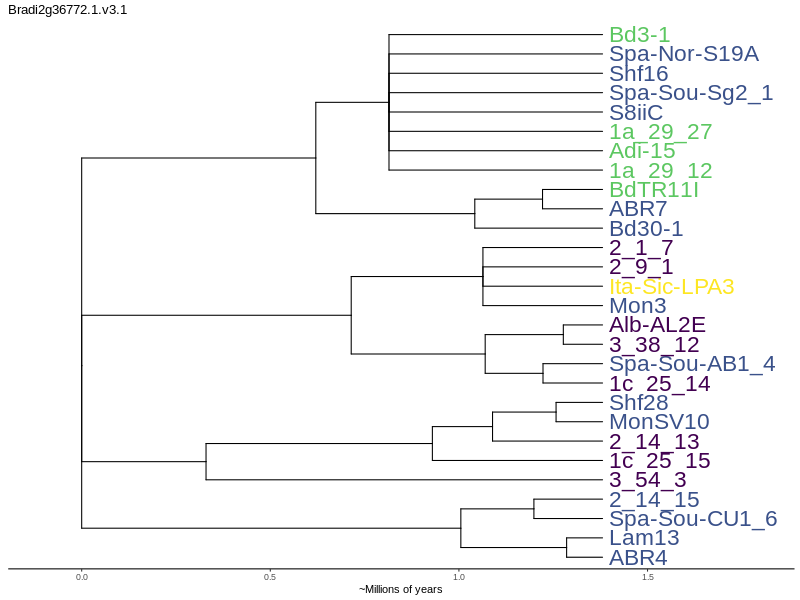 Bradi2g36772.1.v3.1
Bd3-1
Spa-Nor-S19A
Shf16
Spa-Sou-Sg2_1
S8iiC
1a_29_27
Adi-15
1a_29_12
BdTR11I
ABR7
Bd30-1
2_1_7
2_9_1
Ita-Sic-LPA3
Mon3
Alb-AL2E
3_38_12
Spa-Sou-AB1_4
1c_25_14
Shf28
MonSV10
2_14_13
1c_25_15
3_54_3
2_14_15
Spa-Sou-CU1_6
Lam13
ABR4
0.0 0.5 1.0 1.5
~Millions of years